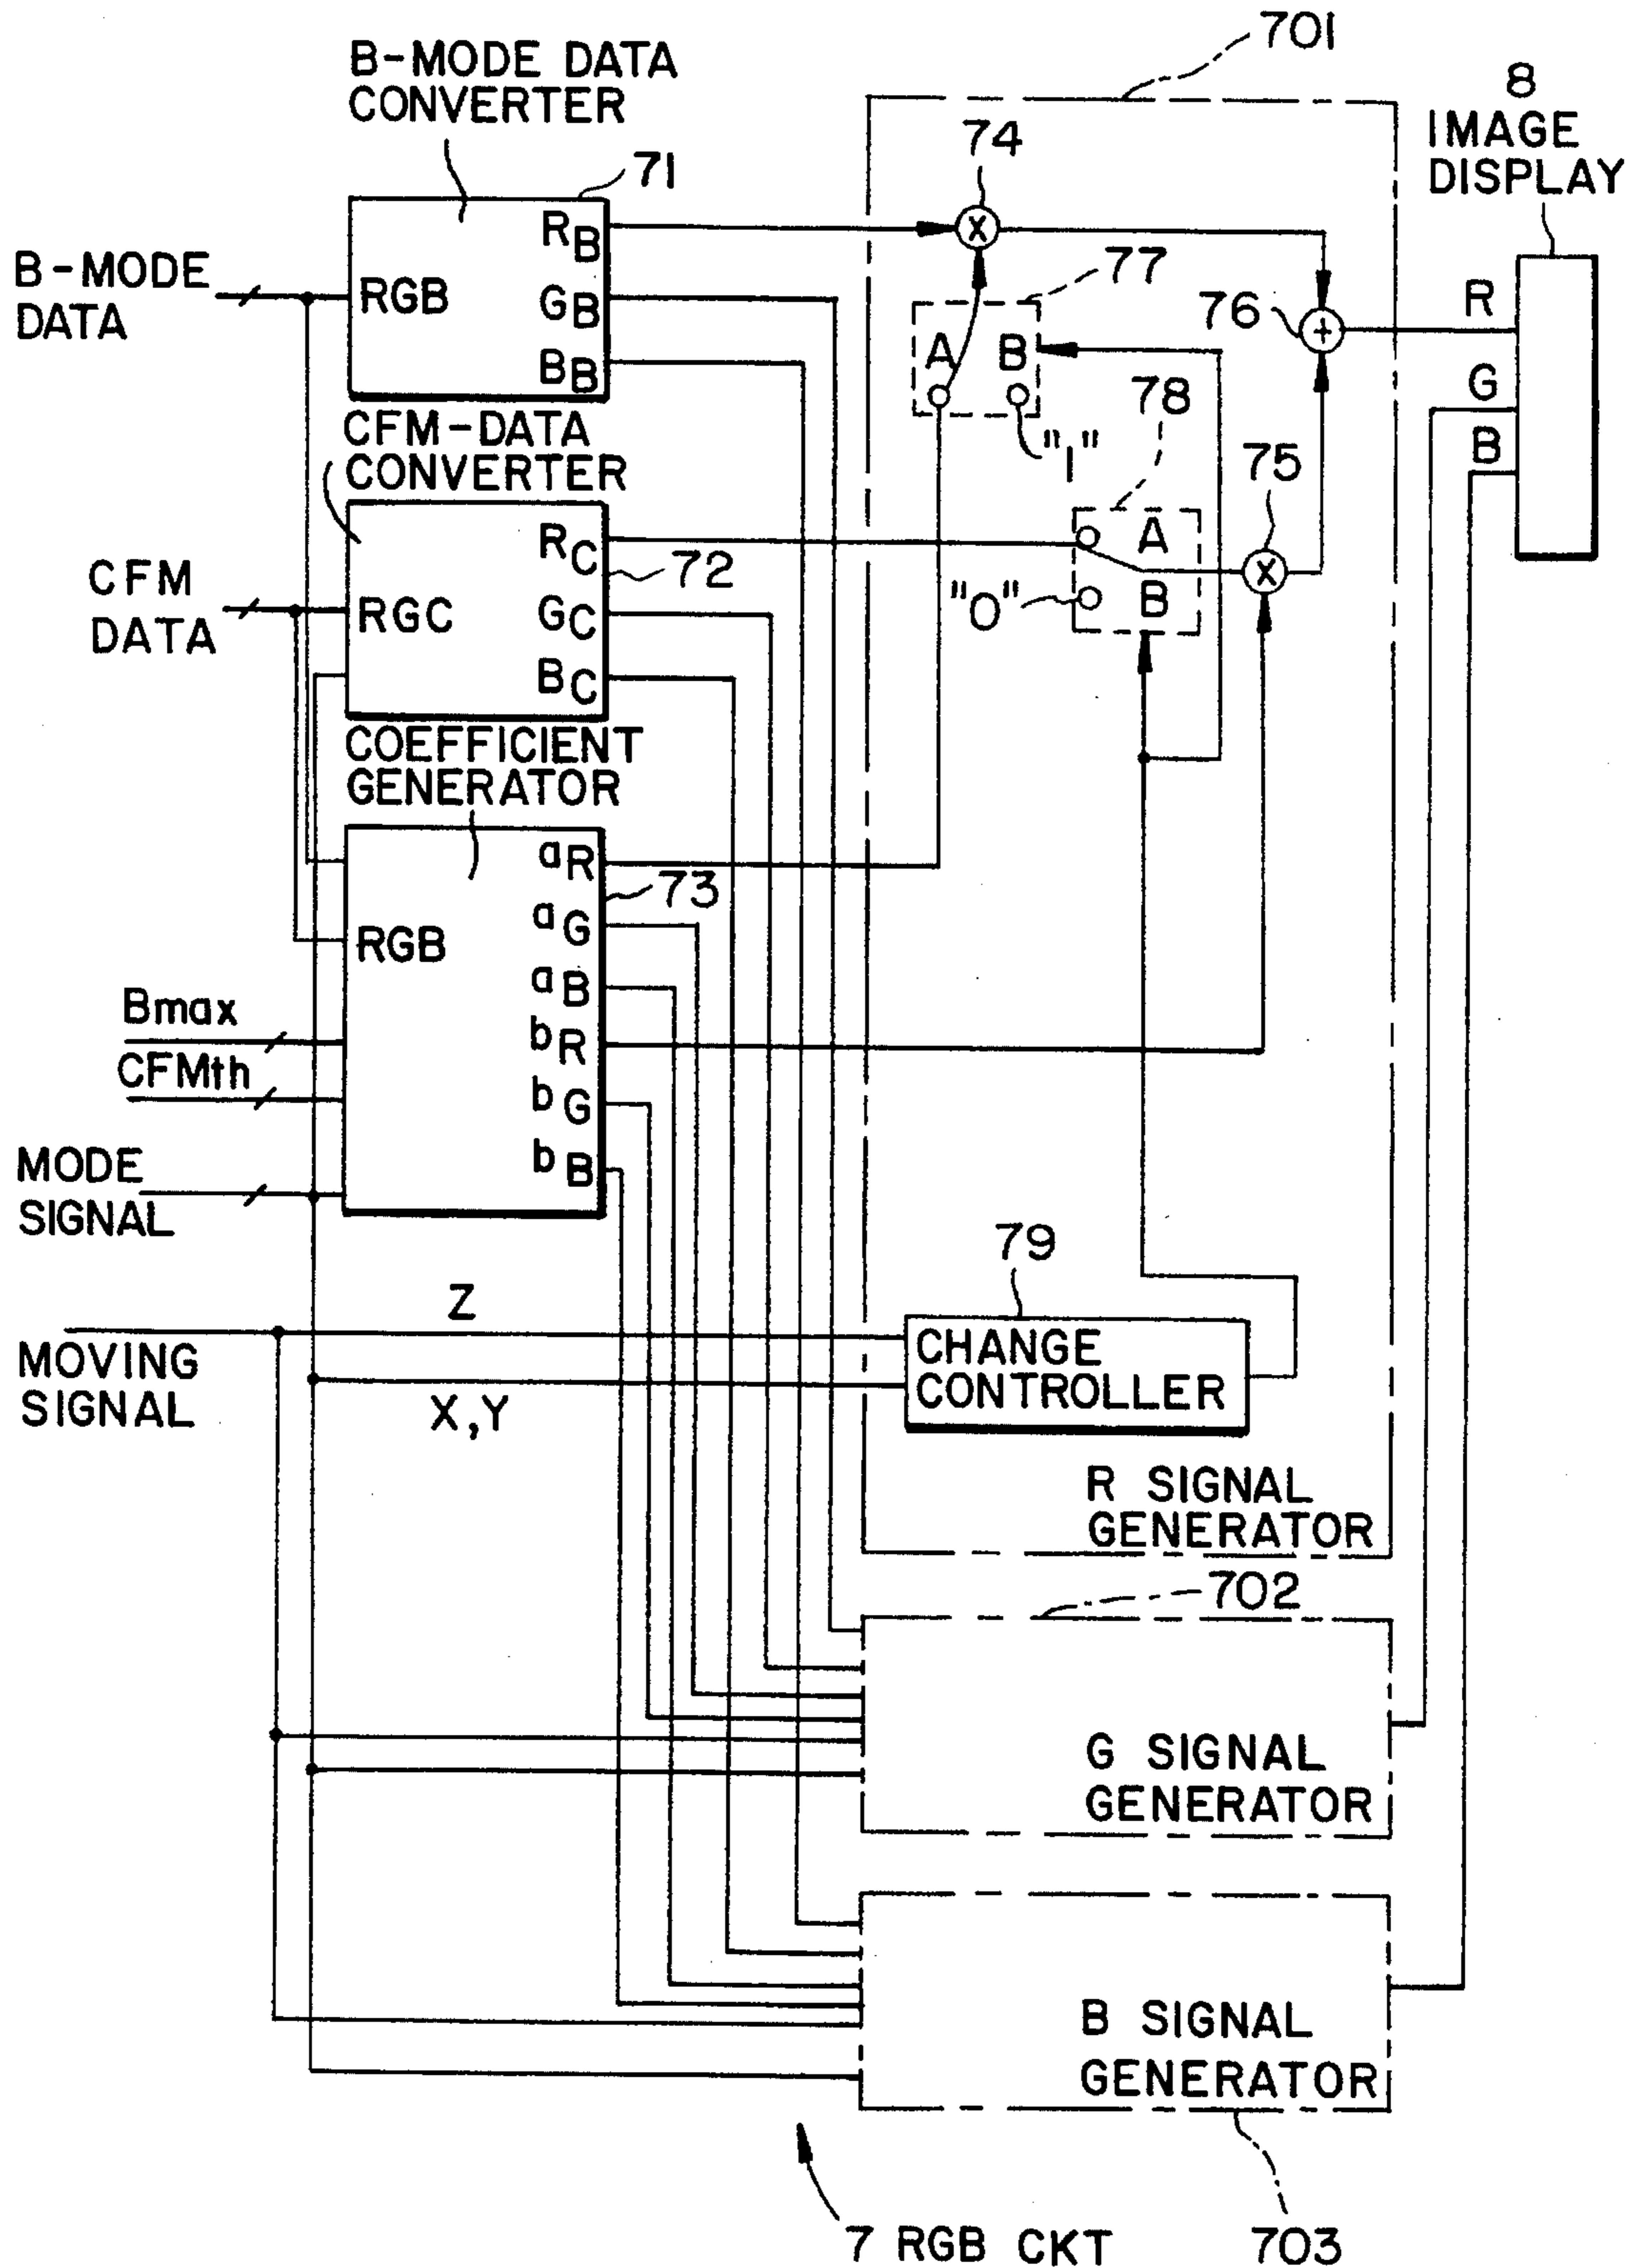 701
B-MODE DATA
CONVERTER
8
IMAGE
DISPLAY
74
71
B-MODE
DATA
RGB
RB
GB
BB
X
77
A
B
"1"
76
+
R
G
B
78
CFM-DATA
CONVERTER
75
CFM
DATA
RGC
RC
GC
BC
72
"0"
A
B
X
COEFFICIENT
GENERATOR
RGB
aR
aG
aB
bR
bG
bB
73
Bmax
CFMth
MODE
SIGNAL
79
Z
MOVING
SIGNAL
X,Y
CHANGE
CONTROLLER
R SIGNAL
GENERATOR
702
G SIGNAL
GENERATOR
B SIGNAL
GENERATOR
7 RGB CKT
703